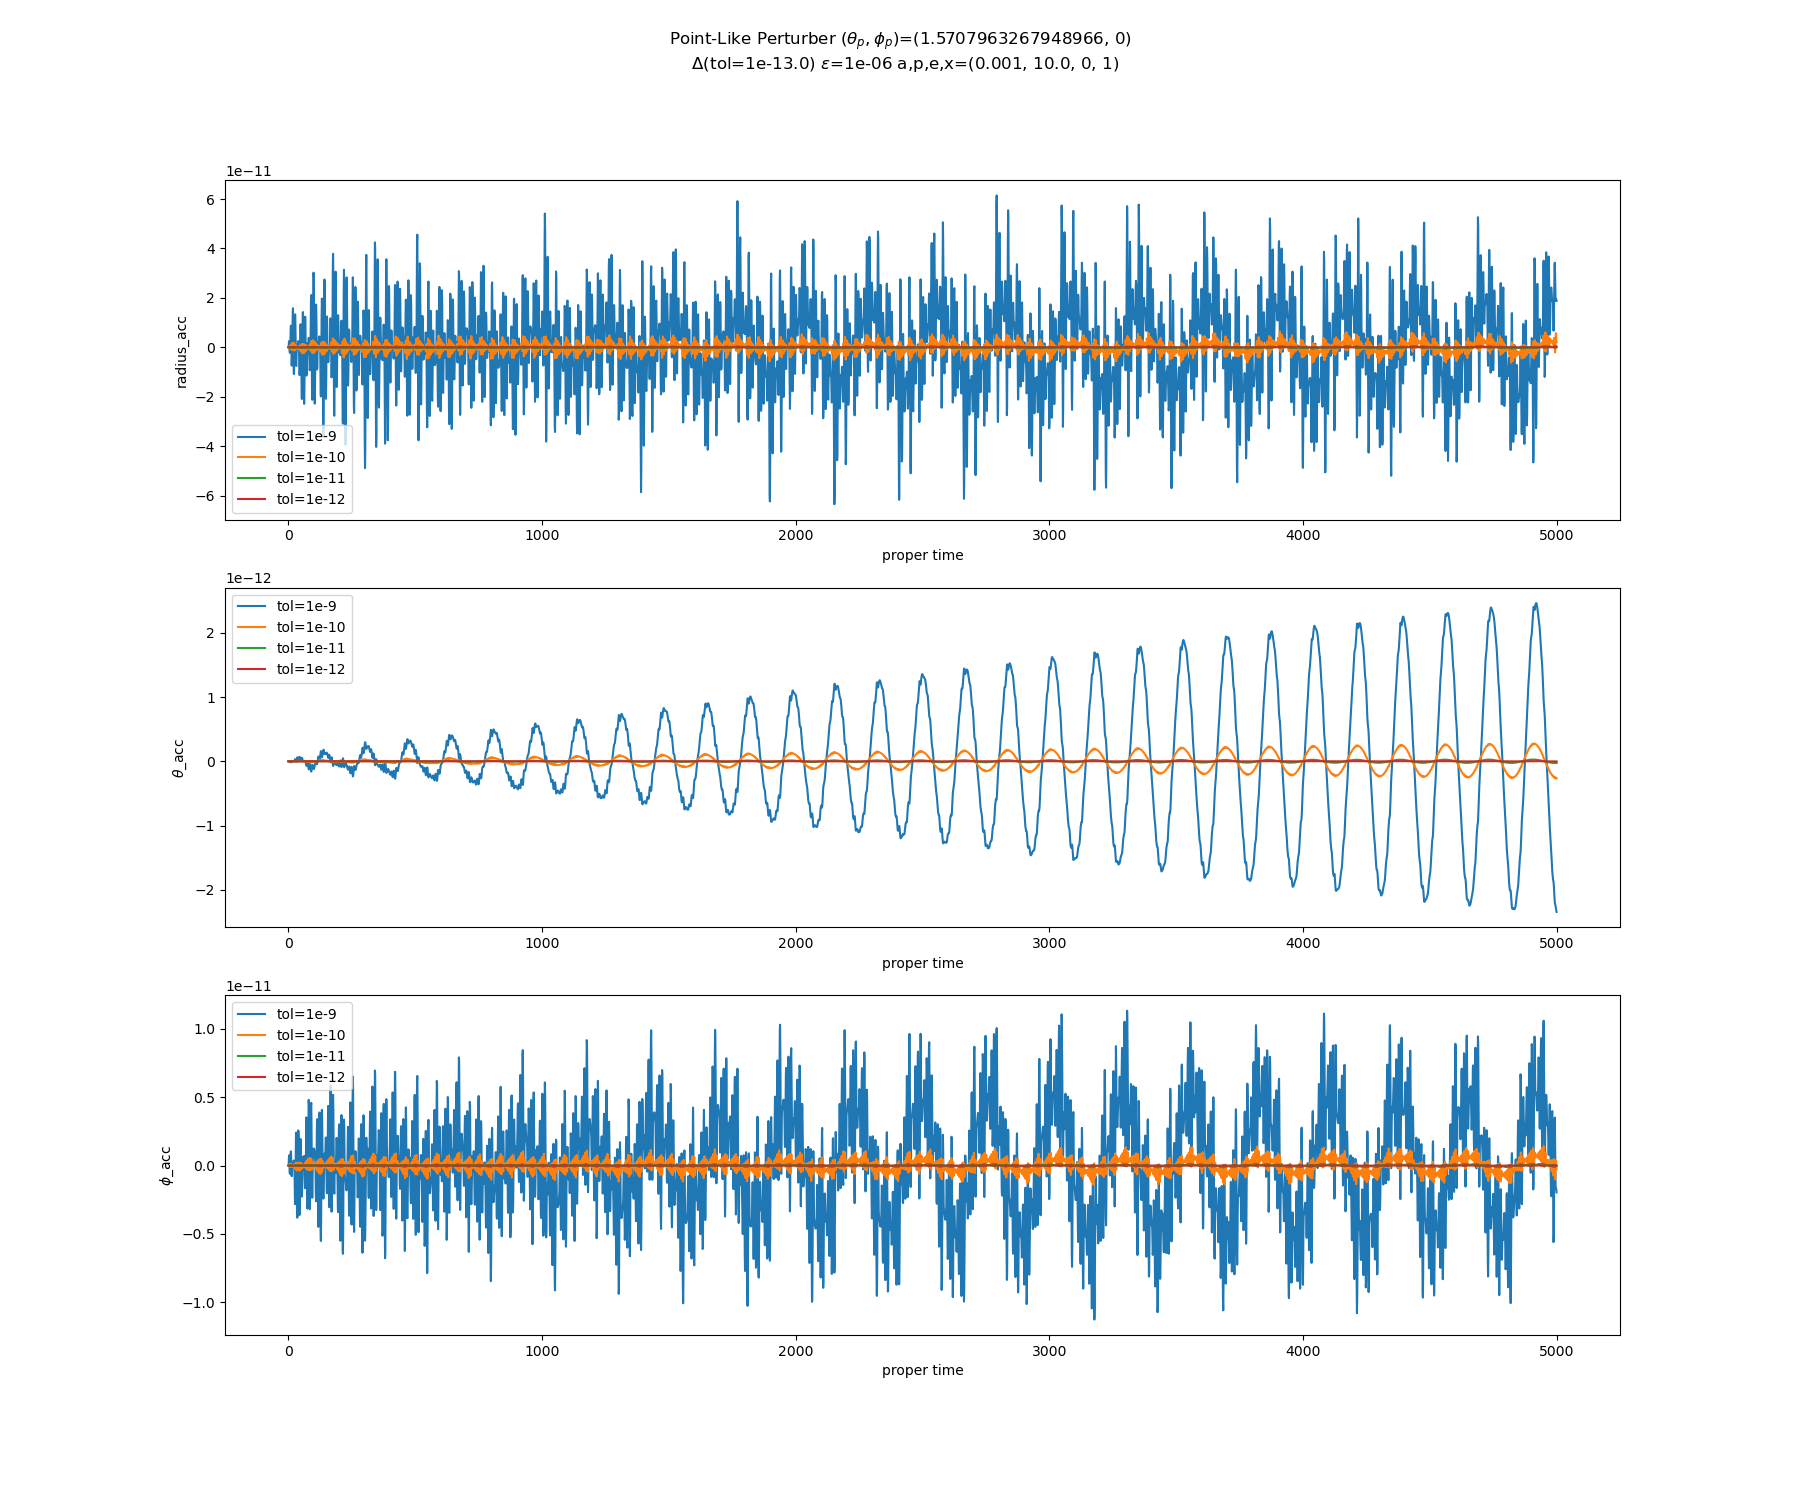 Point-Like Perturber (θp, ϕp)=(1.5707963267948966, 0)
Δ(tol=1e-13.0) ε=1e-06 a,p,e,x=(0.001, 10.0, 0, 1)
1e−11
6
4
2
0
−2
−4
−6
radius_acc
tol=1e-9
tol=1e-10
tol=1e-11
tol=1e-12
0 1000 2000 3000 4000 5000
proper time
1e−12
2
1
0
−1
−2
θ_acc
tol=1e-9
tol=1e-10
tol=1e-11
tol=1e-12
0 1000 2000 3000 4000 5000
proper time
1e−11
1.0
0.5
0.0
−0.5
−1.0
ϕ_acc
tol=1e-9
tol=1e-10
tol=1e-11
tol=1e-12
0 1000 2000 3000 4000 5000
proper time